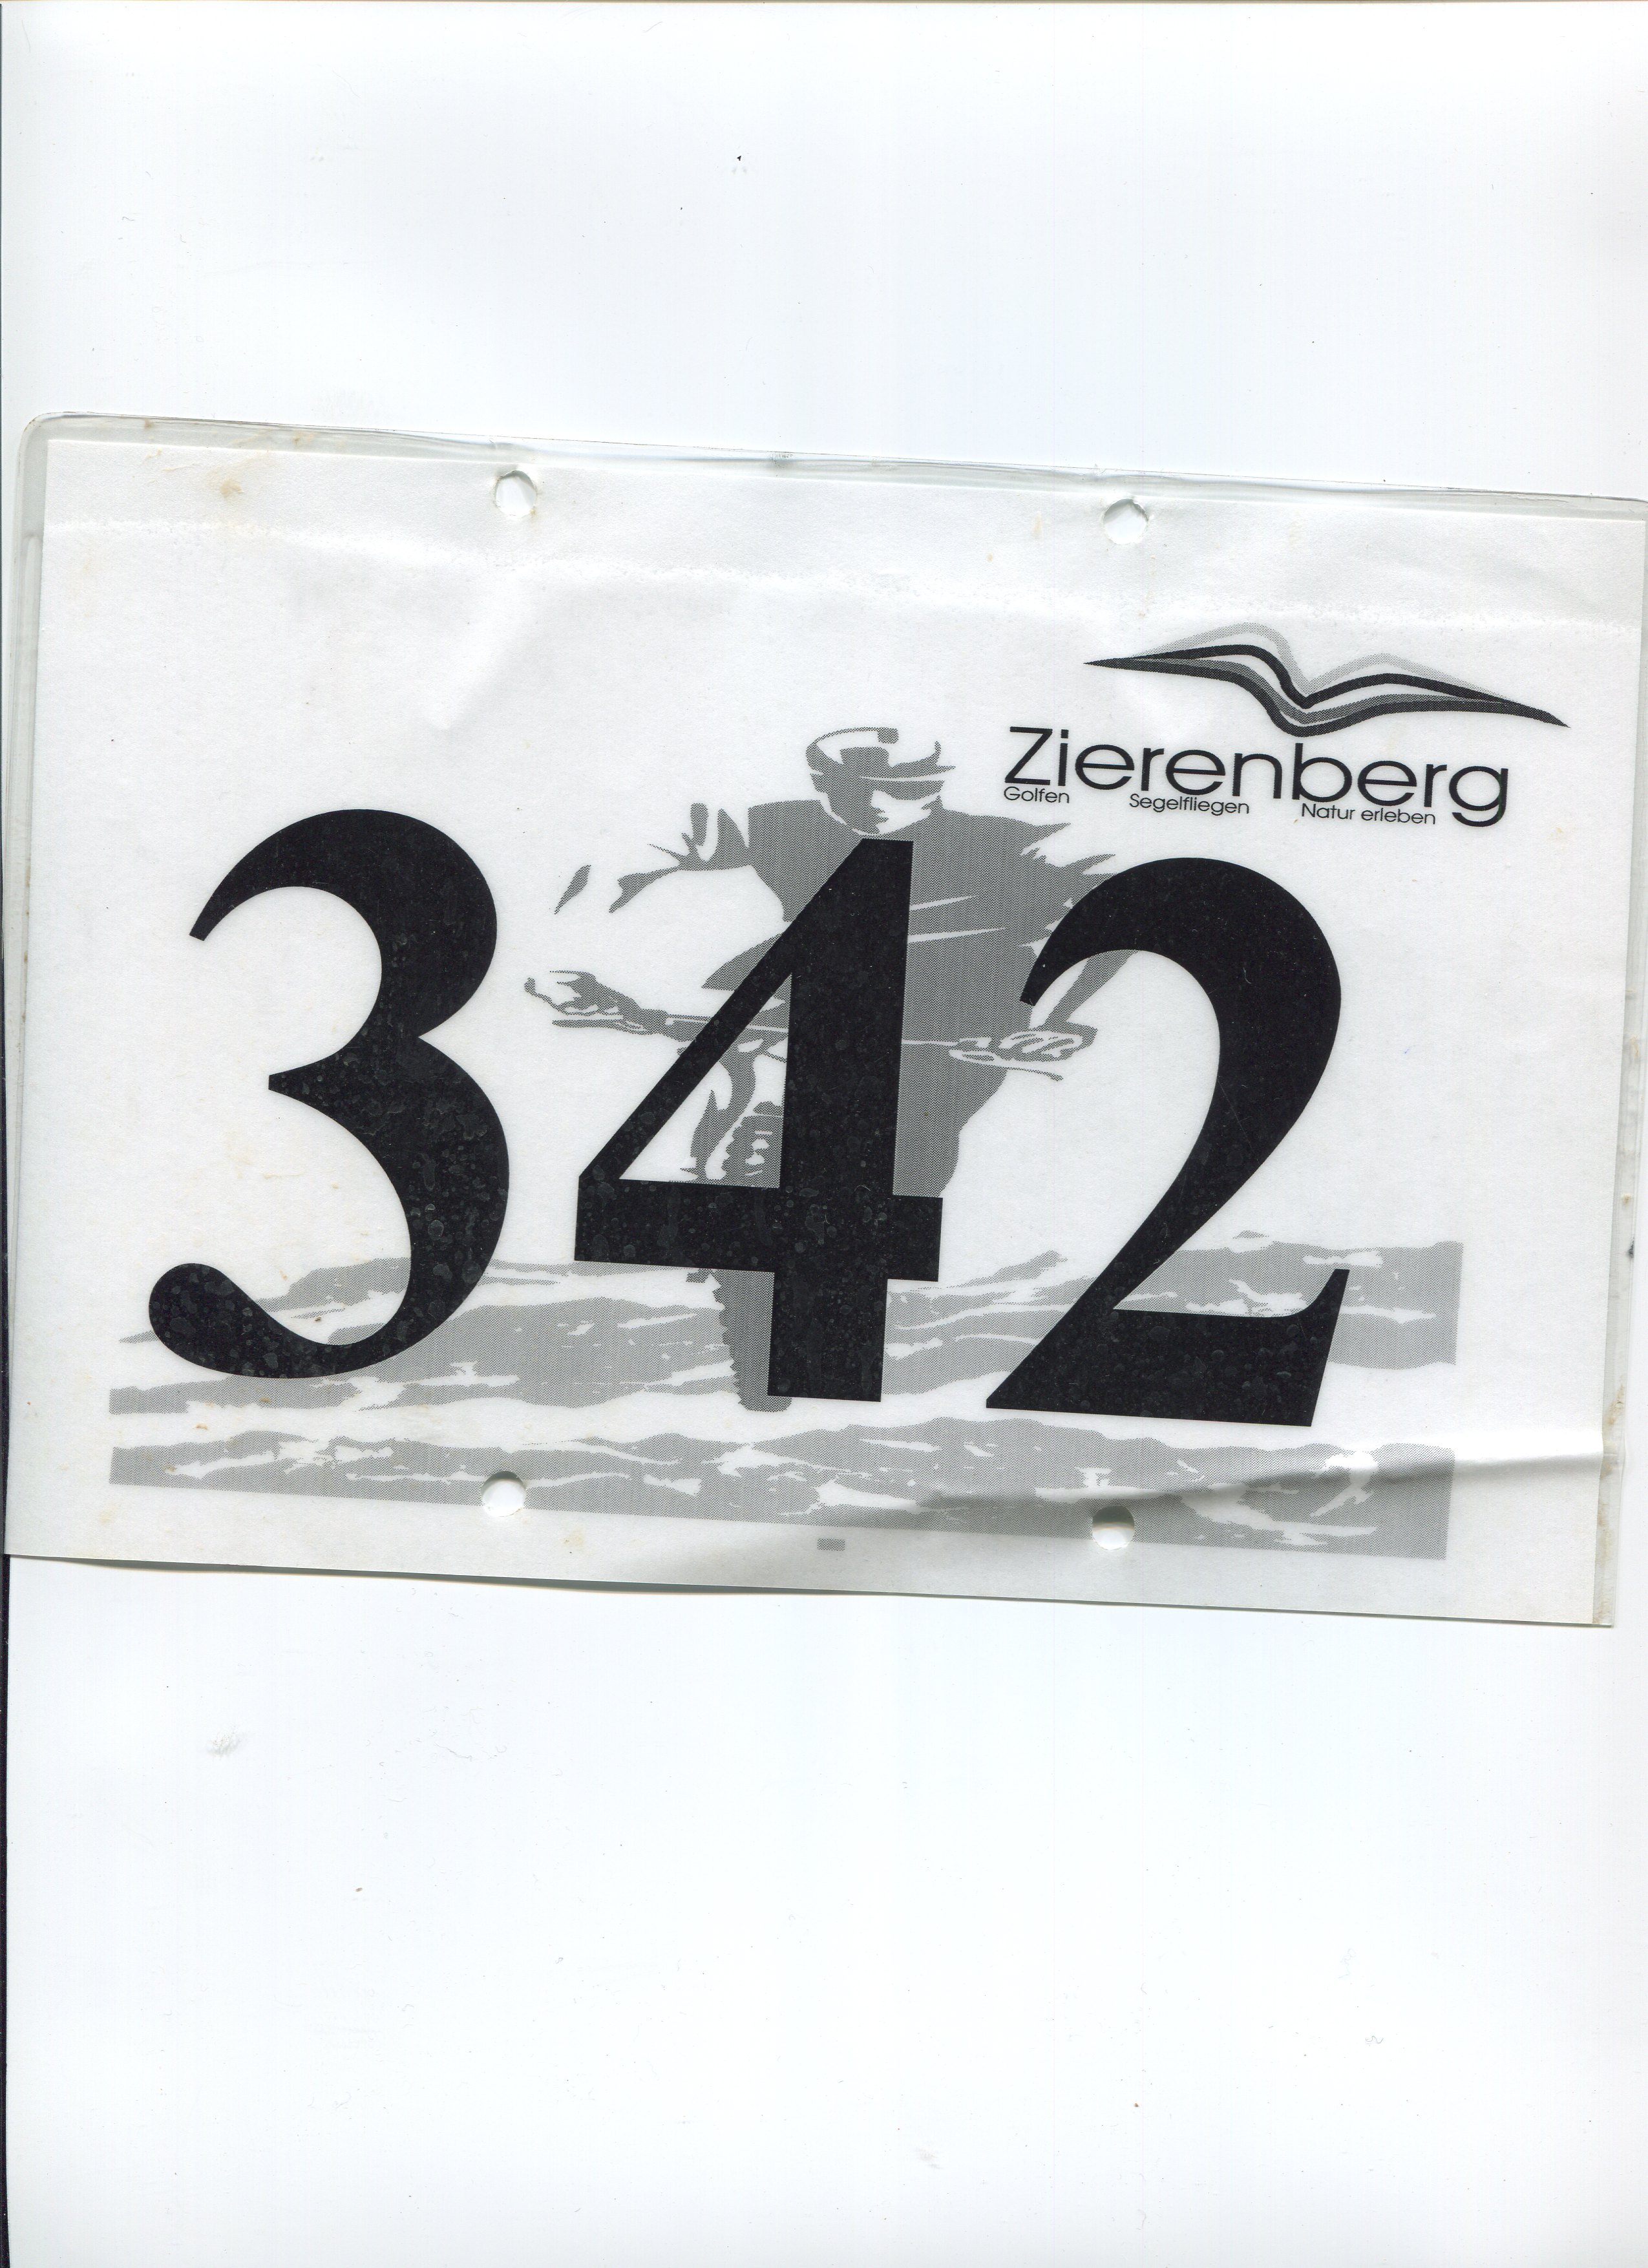 Zierenberg
Golfen Segelfliegen Natur erleben
342